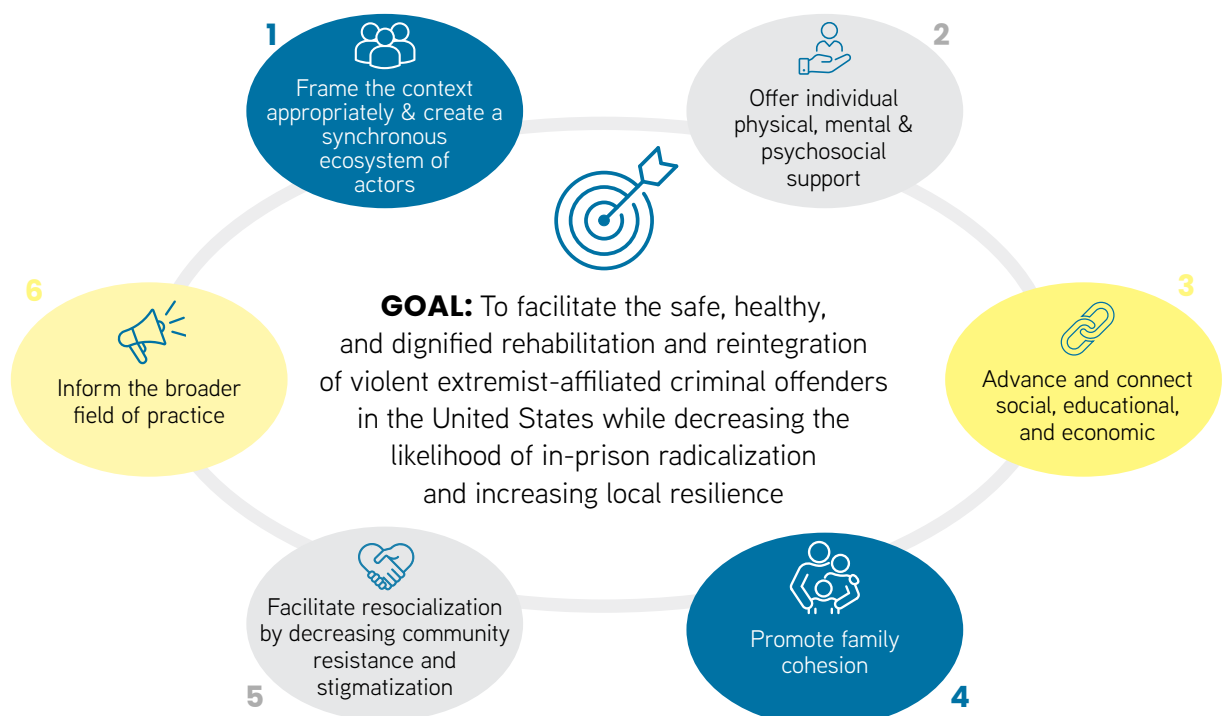 1
Frame the context
appropriately & create a
synchronous
ecosystem of
actors
2
Offer individual
physical, mental &
psychosocial
support
3
Advance and connect
social, educational,
and economic
4
Promote family
cohesion
5
Facilitate resocialization
by decreasing community
resistance and
stigmatization
6
Inform the broader
field of practice
GOAL: To facilitate the safe, healthy,
and dignified rehabilitation and reintegration
of violent extremist-affiliated criminal offenders
in the United States while decreasing the
likelihood of in-prison radicalization
and increasing local resilience